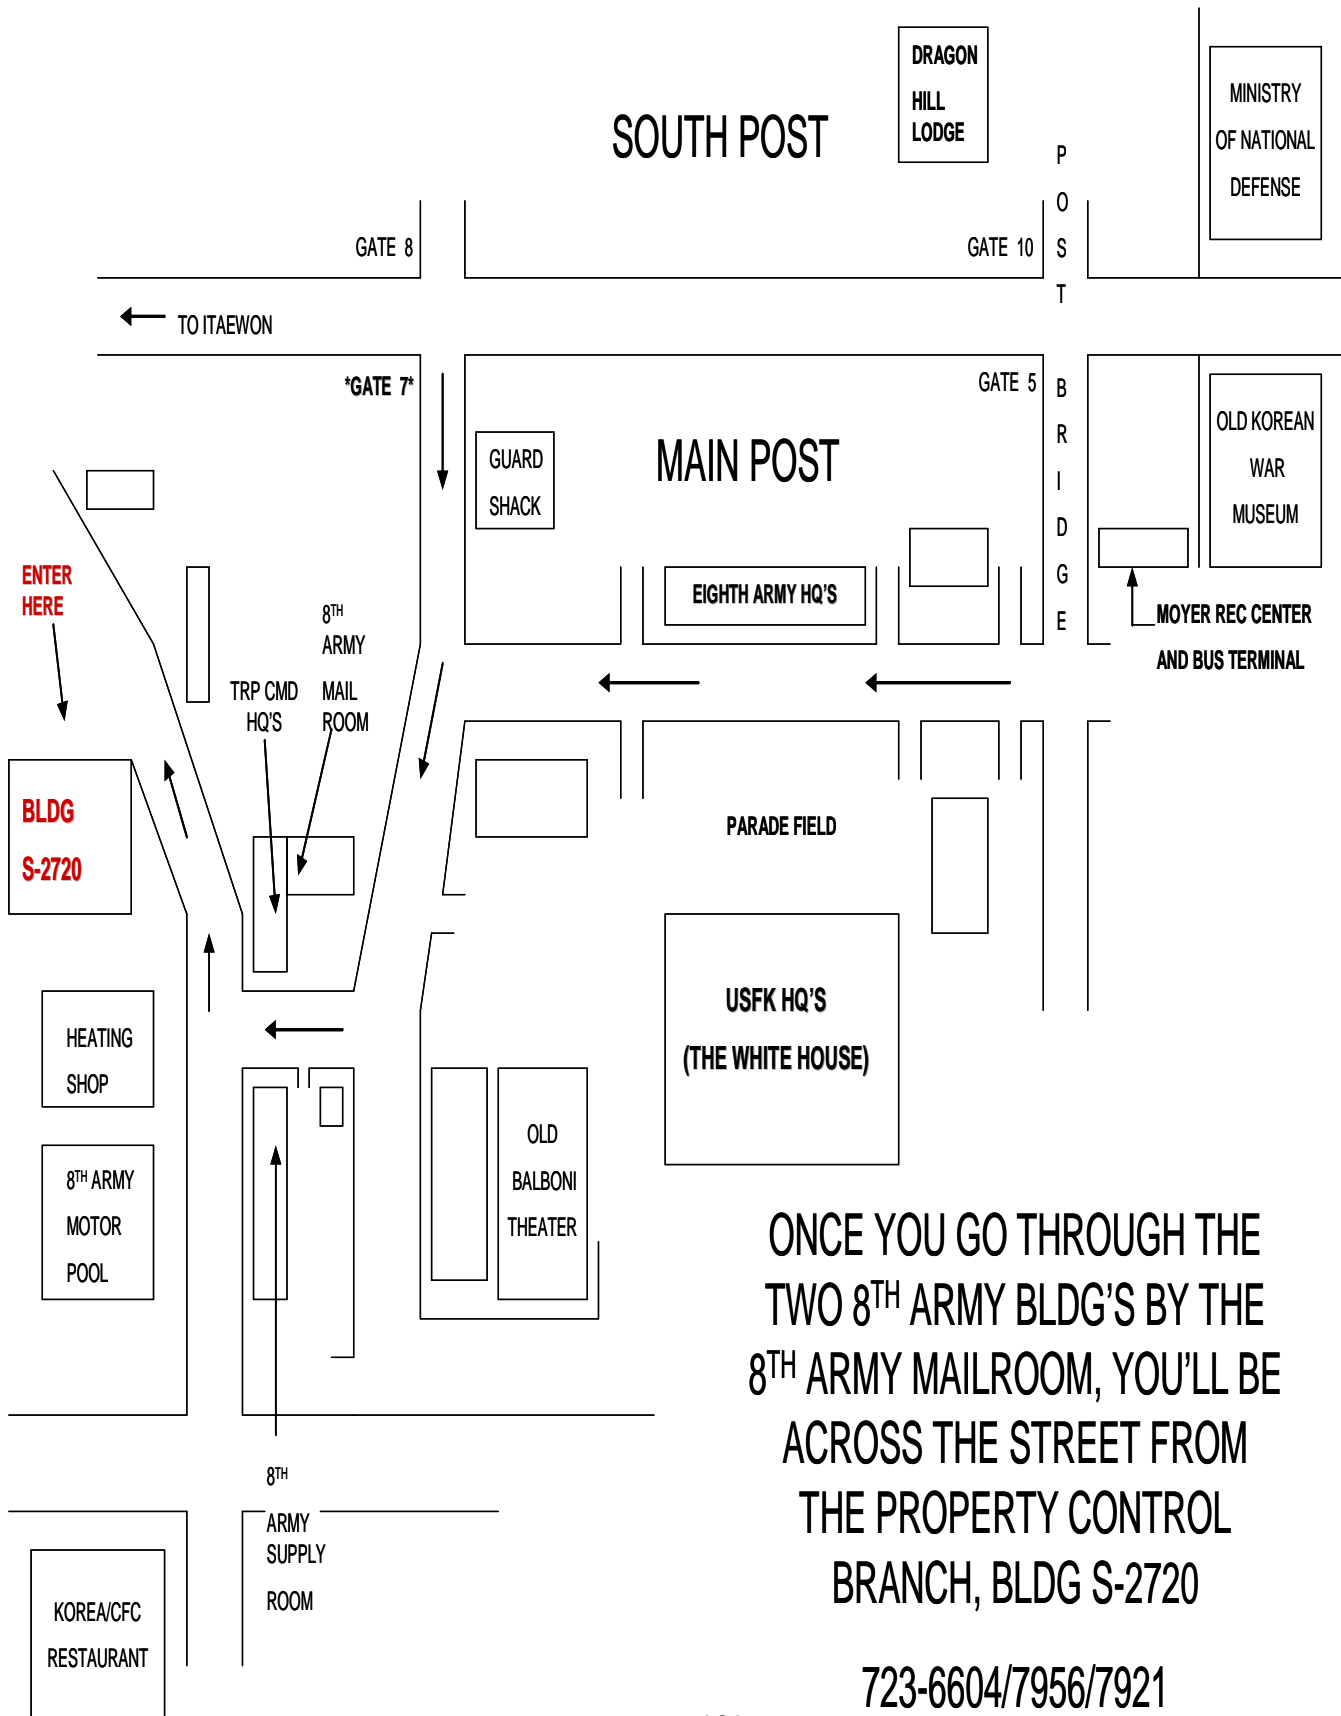 DRAGON
HILL
LODGE
MINISTRY
OF NATIONAL
DEFENSE
SOUTH POST
P
O
S
T
GATE 8
GATE 10
TO ITAEWON
*GATE 7*
GATE 5
B
R
I
D
G
E
GUARD
SHACK
MAIN POST
OLD KOREAN
WAR
MUSEUM
ENTER
HERE
8TH
ARMY
MAIL
ROOM
EIGHTH ARMY HQ'S
MOYER REC CENTER
AND BUS TERMINAL
TRP CMD
HQ'S
BLDG
S-2720
PARADE FIELD
USFK HQ'S
(THE WHITE HOUSE)
HEATING
SHOP
8TH ARMY
MOTOR
POOL
OLD
BALBONI
THEATER
8TH
ARMY
SUPPLY
ROOM
KOREA/CFC
RESTAURANT
ONCE YOU GO THROUGH THE
TWO 8TH ARMY BLDG'S BY THE
8TH ARMY MAILROOM, YOU'LL BE
ACROSS THE STREET FROM
THE PROPERTY CONTROL
BRANCH, BLDG S-2720
723-6604/7956/7921